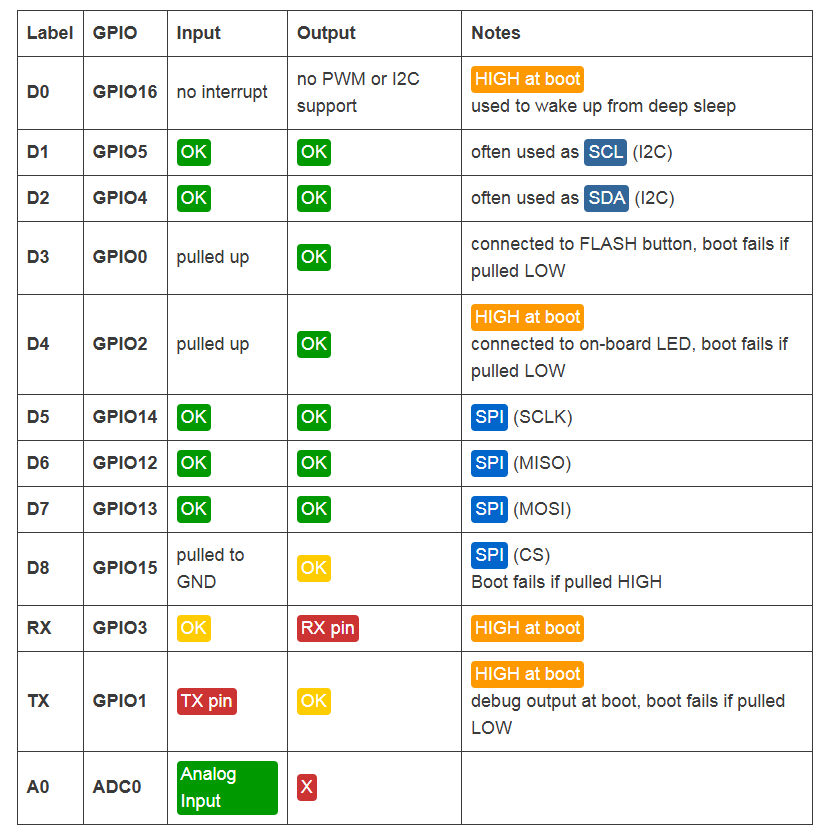 Label GPIO Input Output Notes
D0 GPIO16 no interrupt no PWM or I2C support HIGH at boot
used to wake up from deep sleep
D1 GPIO5 OK OK often used as SCL (I2C)
D2 GPIO4 OK OK often used as SDA (I2C)
D3 GPIO0 pulled up OK connected to FLASH button, boot fails if
pulled LOW
D4 GPIO2 pulled up OK HIGH at boot
connected to on-board LED, boot fails if
pulled LOW
D5 GPIO14 OK OK SPI (SCLK)
D6 GPIO12 OK OK SPI (MISO)
D7 GPIO13 OK OK SPI (MOSI)
D8 GPIO15 pulled to GND OK SPI (CS)
Boot fails if pulled HIGH
RX GPIO3 OK RX pin HIGH at boot
TX GPIO1 TX pin OK HIGH at boot
debug output at boot, boot fails if pulled
LOW
A0 ADC0 Analog Input X